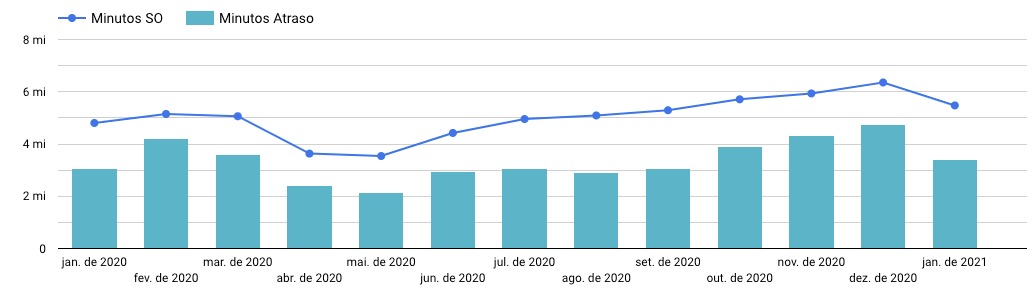 Minutos SO
Minutos Atraso
8 mi
6 mi
4 mi
2 mi
0
jan. de 2020
fev. de 2020
mar. de 2020
abr. de 2020
mai. de 2020
jun. de 2020
jul. de 2020
ago. de 2020
set. de 2020
out. de 2020
nov. de 2020
dez. de 2020
jan. de 2021